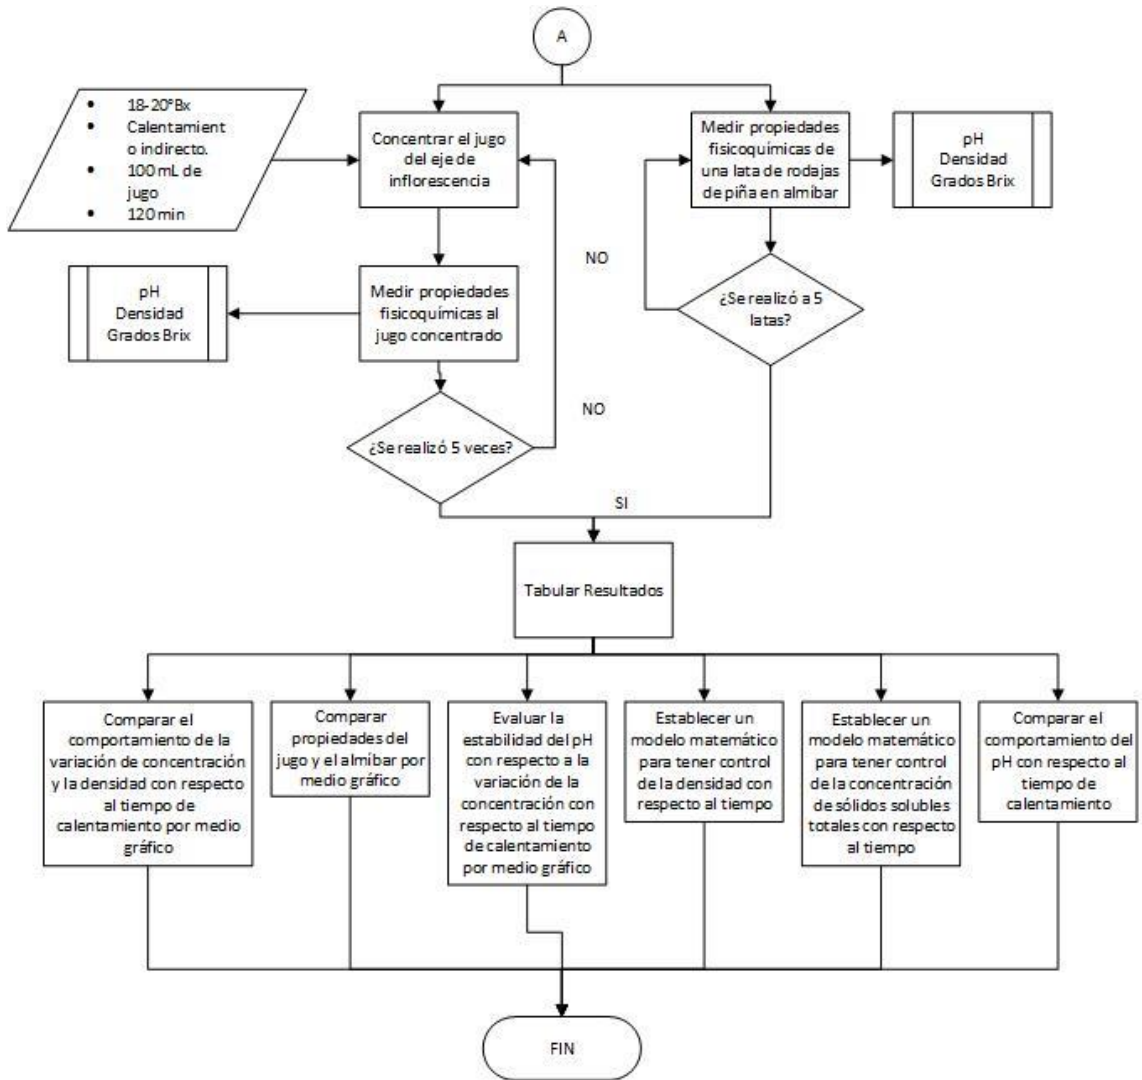 A
• 18-20°Bx
• Calentamient
o indirecto.
• 100 mL de
jugo
• 120 min
Concentrar el jugo
del eje de
inflorescencia
Medir propiedades
fisicoquímicas de
una lata de rodajas
de piña en almíbar
pH
Densidad
Grados Brix
NO
pH
Densidad
Grados Brix
Medir propiedades
fisicoquímicas al
jugo concentrado
¿Se realizó a 5
latas?
NO
¿Se realizó 5 veces?
SI
Tabular Resultados
Comparar el
comportamiento de la
variación de concentración
y la densidad con respecto
al tiempo de
calentamiento por medio
gráfico
Comparar
propiedades del
jugo y el almíbar por
medio gráfico
Evaluar la
estabilidad del pH
con respecto a la
variación de la
concentración con
respecto al tiempo
de calentamiento
por medio gráfico
Establecer un
modelo matemático
para tener control
de la densidad con
respecto al tiempo
Establecer un
modelo matemático
para tener control
de la concentración
de sólidos solubles
totales con respecto
al tiempo
Comparar el
comportamiento del
pH con respecto al
tiempo de
calentamiento
FIN